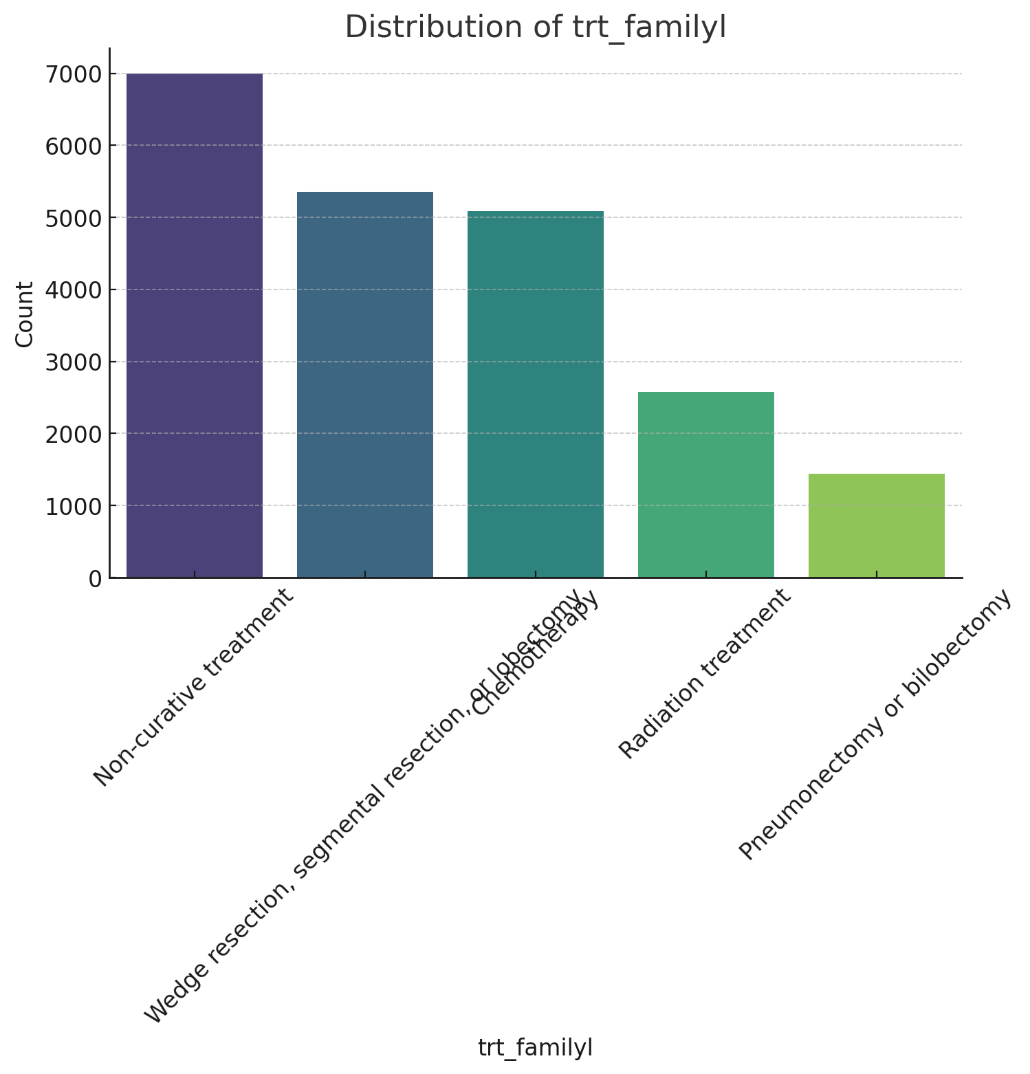 Distribution of trt_familyl
7000
6000
5000
4000
3000
2000
1000
0
Count
Non-curative treatment
Wedge resection, segmental resection, or lobectomy
Chemotherapy
Radiation treatment
Pneumonectomy or bilobectomy
trt_familyl